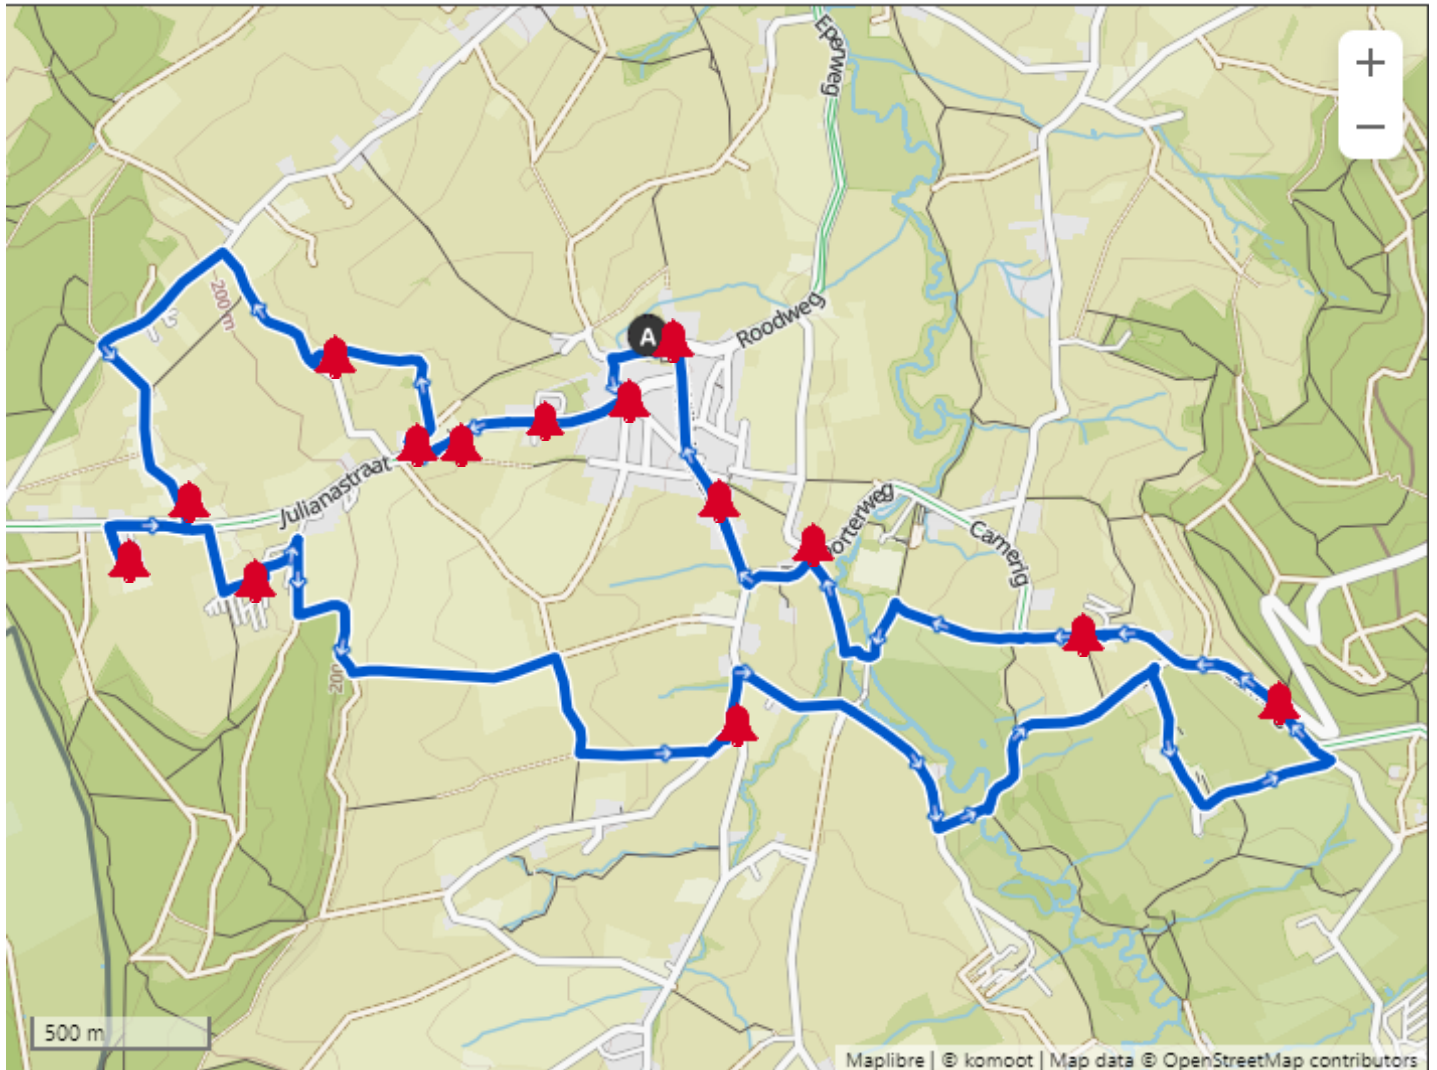 Eperweg
+
−
200 m
A
Roodweg
Julianastraat
orterweg
Camerig
200
500 m
Maplibre | © komoot | Map data © OpenStreetMap contributors